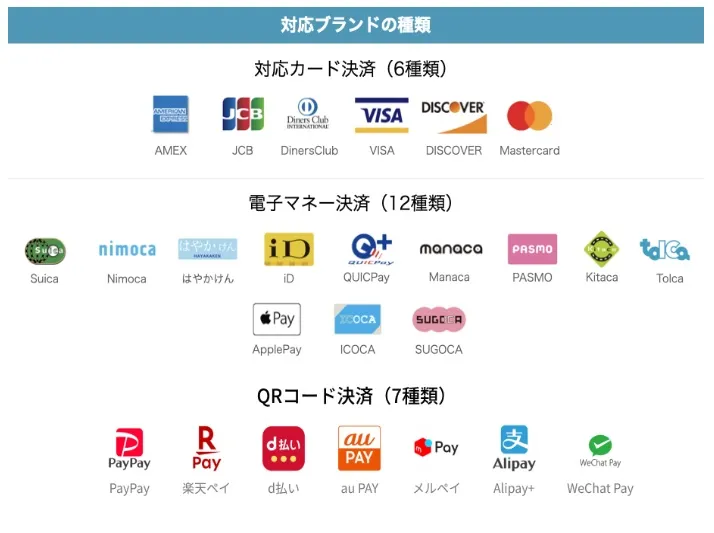 対応ブランドの種類
対応カード決済（6種類）
AMERICAN EXPRESS JCB Diners Club INTERNATIONAL VISA DISCOVER
AMEX JCB DinersClub VISA DISCOVER Mastercard
電子マネー決済（12種類）
Suica nimoca はやかけん HAYAKAKEN iD Q+ QUICPay manaca PASMO Kitaca toica
Suica Nimoca はやかけん iD QUICPay Manaca PASMO Kitaca Tolca
Pay ICOCA SUGOCA
ApplePay ICOCA SUGOCA
QRコード決済（7種類）
PayPay R Pay d払い au PAY Pay 支 Alipay WeChat Pay
PayPay 楽天ペイ d払い au PAY メルペイ Alipay+ WeChat Pay